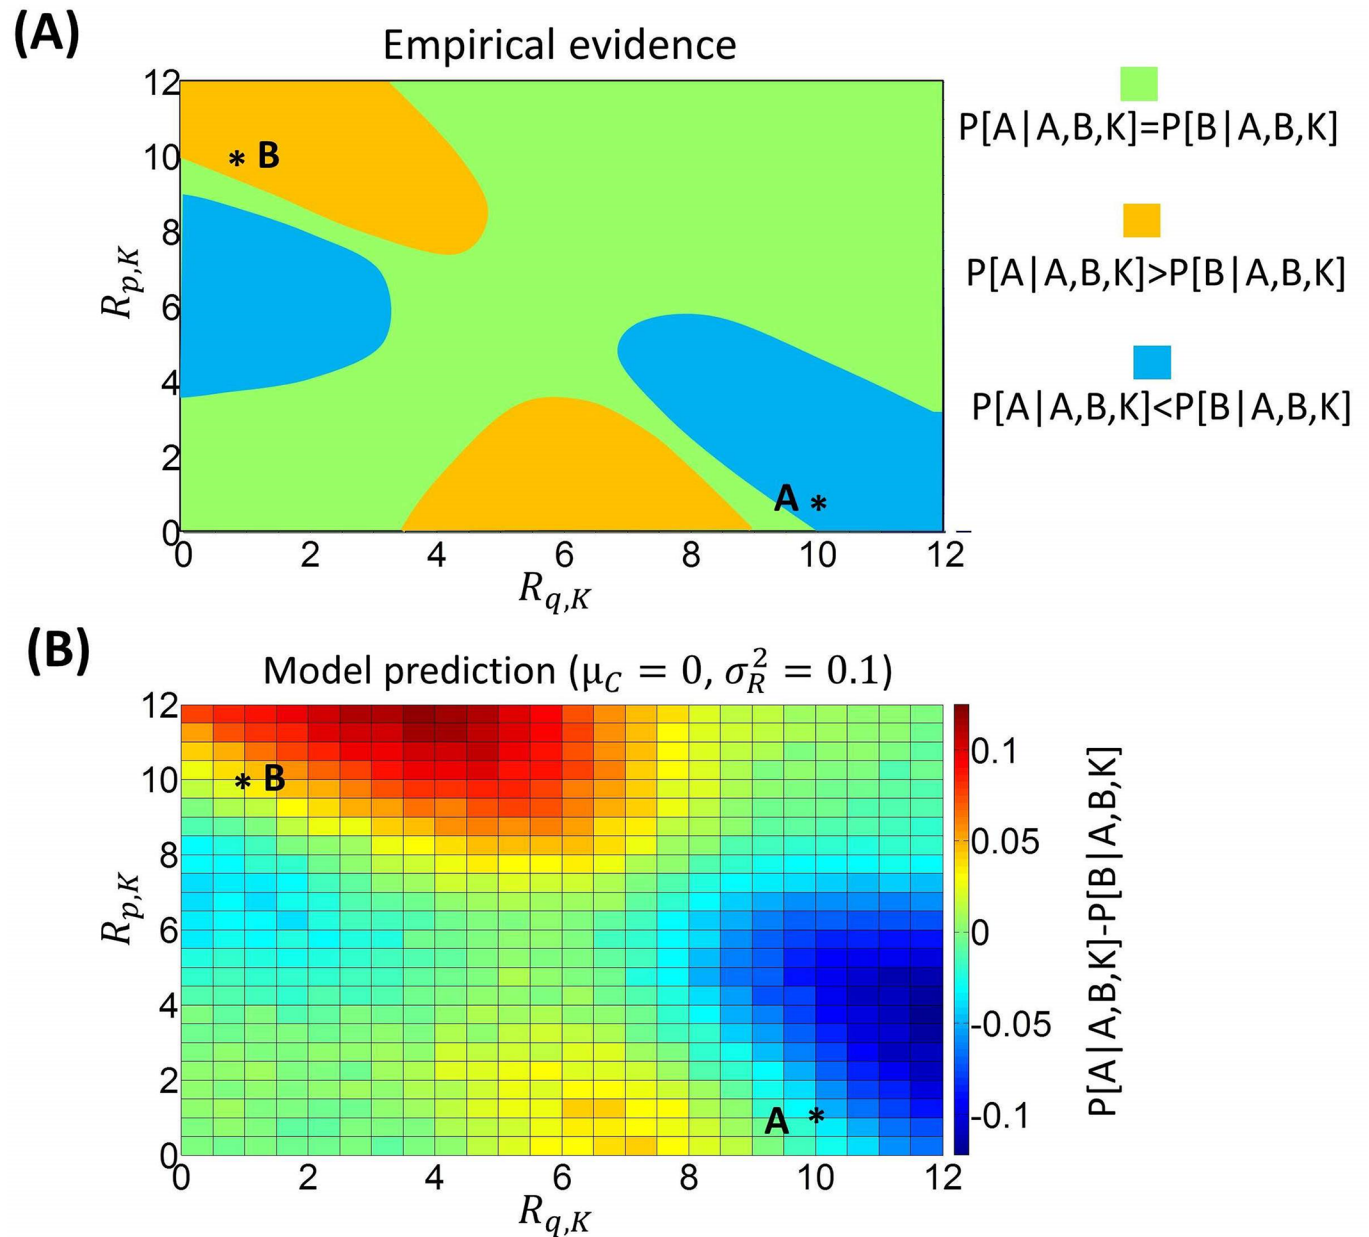 (A)
Empirical evidence
12
10
8
6
4
2
0
R_{p,K}
* B
A *
0 2 4 6 8 10 12
R_{q,K}
P[A|A,B,K]=P[B|A,B,K]
P[A|A,B,K]>P[B|A,B,K]
P[A|A,B,K]<P[B|A,B,K]
(B)
Model prediction (μ_C = 0, σ_R^2 = 0.1)
12
10
8
6
4
2
0
R_{p,K}
* B
A *
0 2 4 6 8 10 12
R_{q,K}
0.1
0.05
0
-0.05
-0.1
P[A|A,B,K]-P[B|A,B,K]